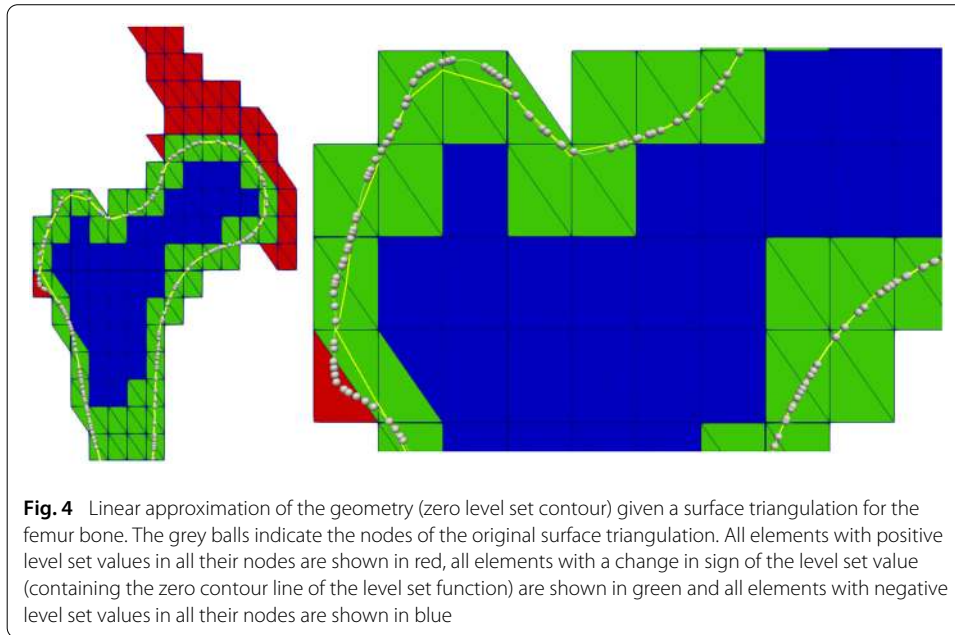 Fig. 4 Linear approximation of the geometry (zero level set contour) given a surface triangulation for the
femur bone. The grey balls indicate the nodes of the original surface triangulation. All elements with positive
level set values in all their nodes are shown in red, all elements with a change in sign of the level set value
(containing the zero contour line of the level set function) are shown in green and all elements with negative
level set values in all their nodes are shown in blue